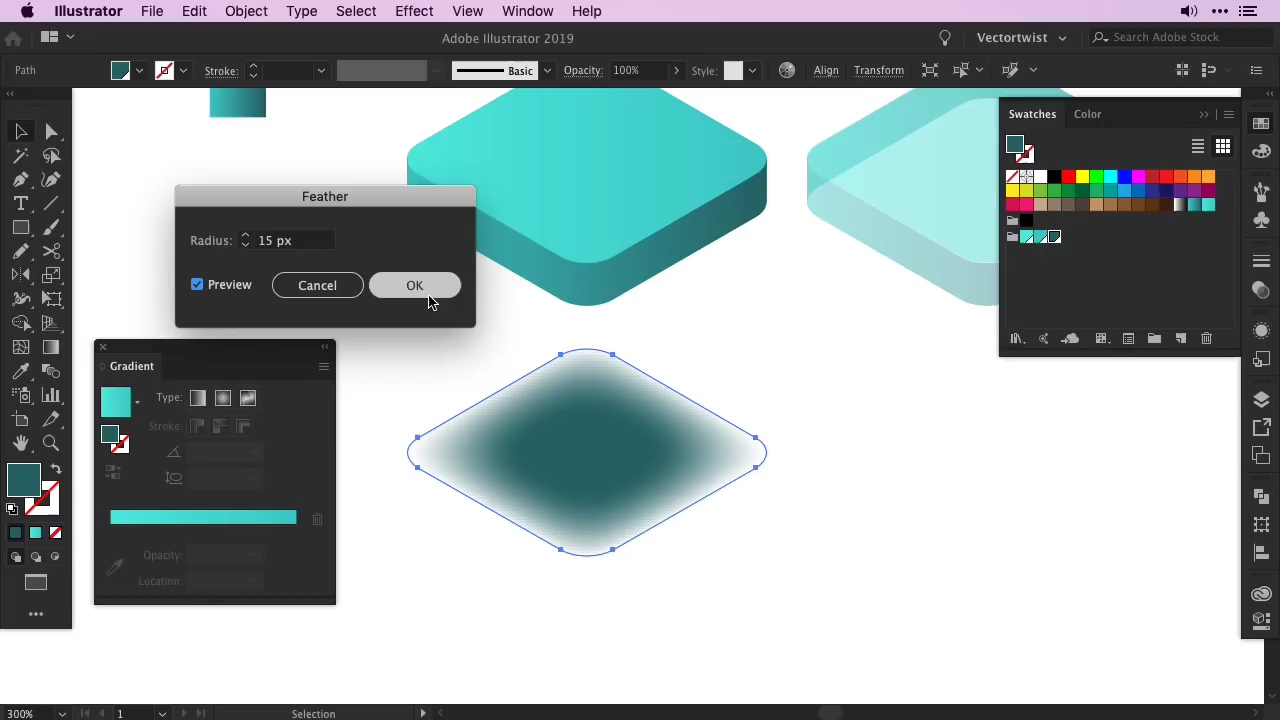 Illustrator File Edit Object Type Select Effect View Window Help
Adobe Illustrator 2019
Vectortwist
Search Adobe Stock
Path
Stroke:
Basic
Opacity: 100%
Style:
Align
Transform
Swatches Color
Feather
Radius: 15 px
Preview
Cancel
OK
Gradient
Type:
Stroke:
Opacity:
Location:
300%
1
Selection